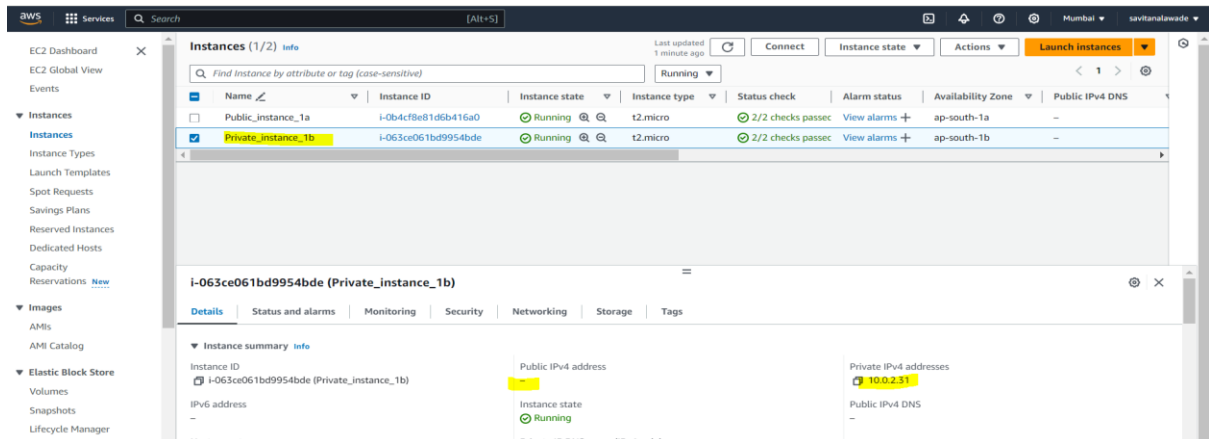 aws Services Search [Alt+S] Mumbai savitanalawade
EC2 Dashboard
EC2 Global View
Events
Instances
Instances
Instance Types
Launch Templates
Spot Requests
Savings Plans
Reserved Instances
Dedicated Hosts
Capacity
Reservations New
Images
AMIs
AMI Catalog
Elastic Block Store
Volumes
Snapshots
Lifecycle Manager
Instances (1/2) Info
Last updated
1 minute ago
Connect Instance state Actions Launch instances
Find Instance by attribute or tag (case-sensitive) Running 1
Name Instance ID Instance state Instance type Status check Alarm status Availability Zone Public IPv4 DNS
Public_instance_1a i-0b4cf8e81d6b416a0 Running t2.micro 2/2 checks passec View alarms + ap-south-1a –
Private_instance_1b i-063ce061bd9954bde Running t2.micro 2/2 checks passec View alarms + ap-south-1b –
i-063ce061bd9954bde (Private_instance_1b)
Details Status and alarms Monitoring Security Networking Storage Tags
Instance summary Info
Instance ID Public IPv4 address Private IPv4 addresses
i-063ce061bd9954bde (Private_instance_1b) – 10.0.2.31
IPv6 address Instance state Public IPv4 DNS
– Running –